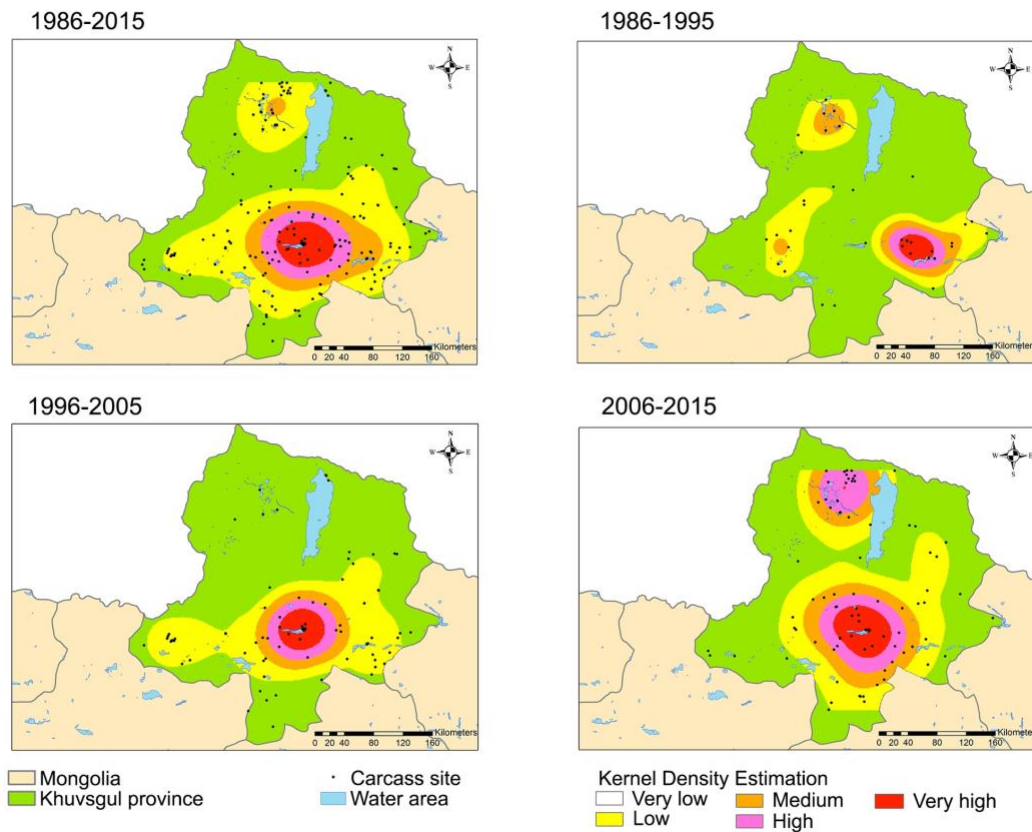 1986-2015
1986-1995
N
W E
S
N
W E
S
Kilometers
0 20 40 80 120 160
Kilometers
0 20 40 80 120 160
1996-2005
2006-2015
N
W E
S
N
W E
S
Kilometers
0 20 40 80 120 160
Kilometers
0 20 40 80 120 160
Mongolia
Khuvsgul province
Carcass site
Water area
Kernel Density Estimation
Very low
Low
Medium
High
Very high